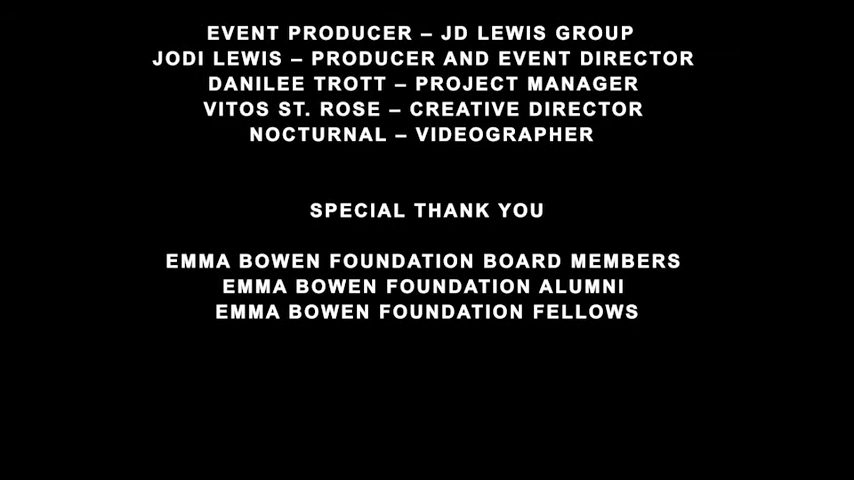 EVENT PRODUCER – JD LEWIS GROUP
JODI LEWIS – PRODUCER AND EVENT DIRECTOR
DANILEE TROTT – PROJECT MANAGER
VITOS ST. ROSE – CREATIVE DIRECTOR
NOCTURNAL – VIDEOGRAPHER
SPECIAL THANK YOU
EMMA BOWEN FOUNDATION BOARD MEMBERS
EMMA BOWEN FOUNDATION ALUMNI
EMMA BOWEN FOUNDATION FELLOWS